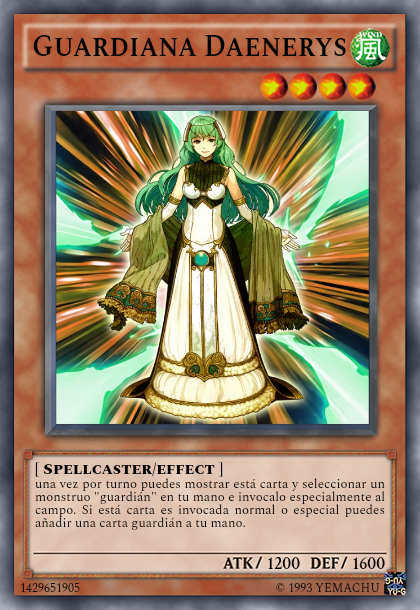 GUARDIANA DAENERYS
WIND
風
[ SPELLCASTER/EFFECT ]
una vez por turno puedes mostrar está carta y seleccionar un
monstruo "guardián" en tu mano e invocalo especialmente al
campo. Si está carta es invocada normal o especial puedes
añadir una carta guardián a tu mano.
ATK/ 1200 DEF/ 1600
1429651905
© 1993 YEMACHU